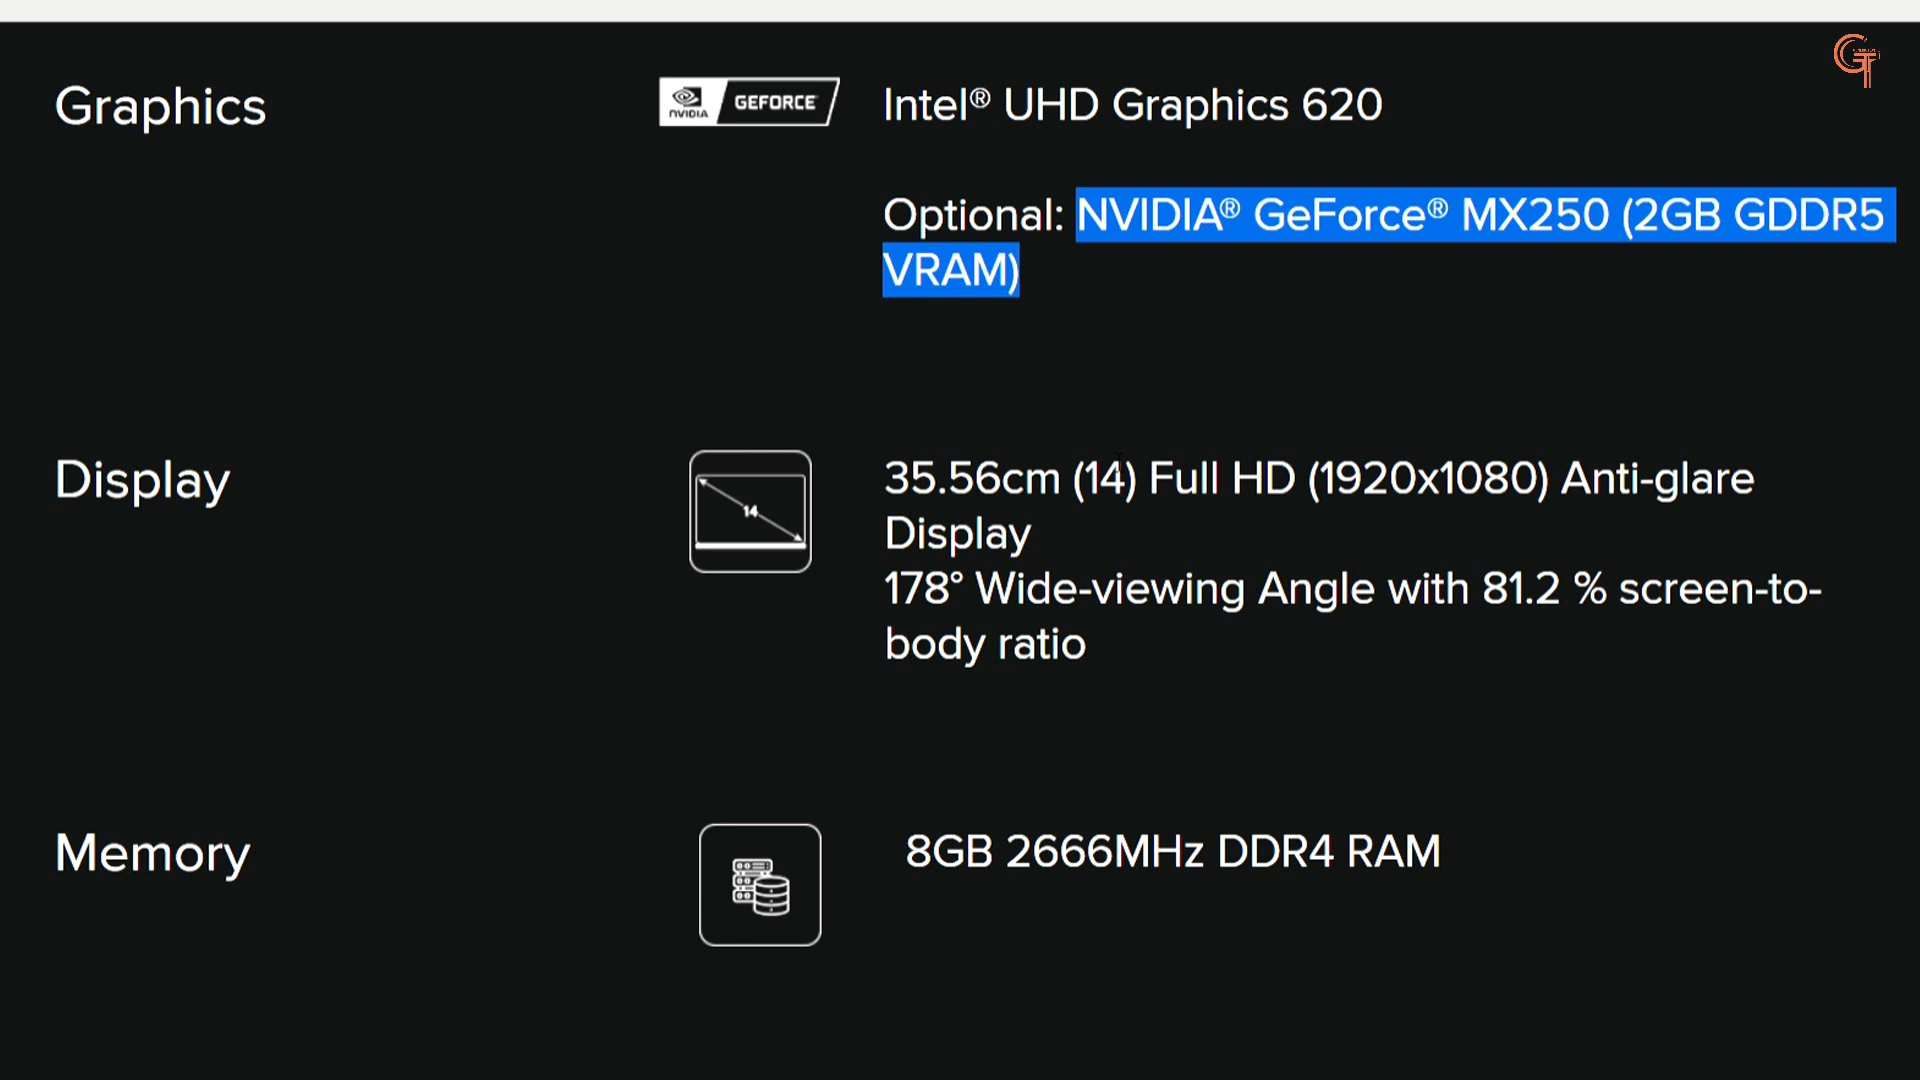 Graphics
NVIDIA
GEFORCE
Intel® UHD Graphics 620
Optional: NVIDIA® GeForce® MX250 (2GB GDDR5
VRAM)
Display
14
35.56cm (14) Full HD (1920x1080) Anti-glare
Display
178° Wide-viewing Angle with 81.2 % screen-to-
body ratio
Memory
8GB 2666MHz DDR4 RAM
GT